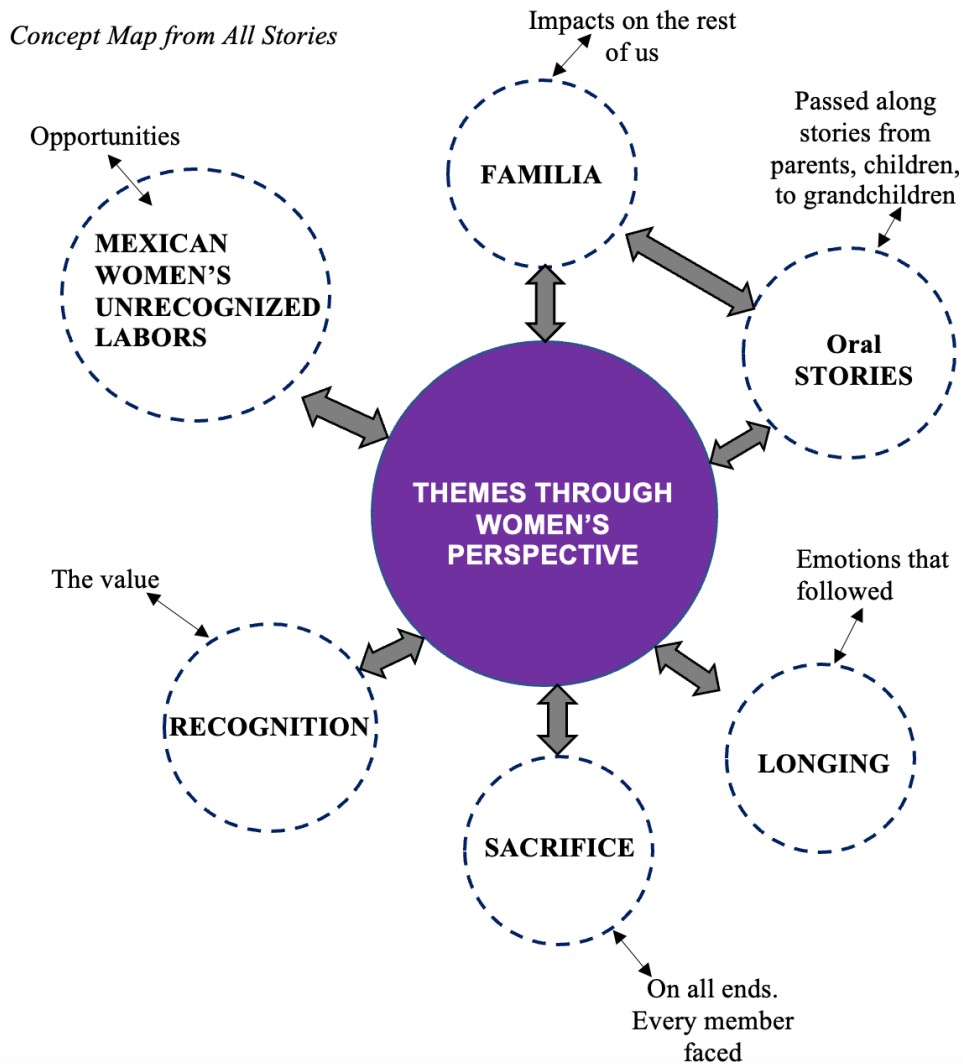 Concept Map from All Stories
Impacts on the rest
of us
Opportunities
FAMILIA
Passed along
stories from
parents, children,
to grandchildren
MEXICAN
WOMEN’S
UNRECOGNIZED
LABORS
Oral
STORIES
THEMES THROUGH
WOMEN’S
PERSPECTIVE
The value
RECOGNITION
Emotions that
followed
LONGING
SACRIFICE
On all ends.
Every member
faced